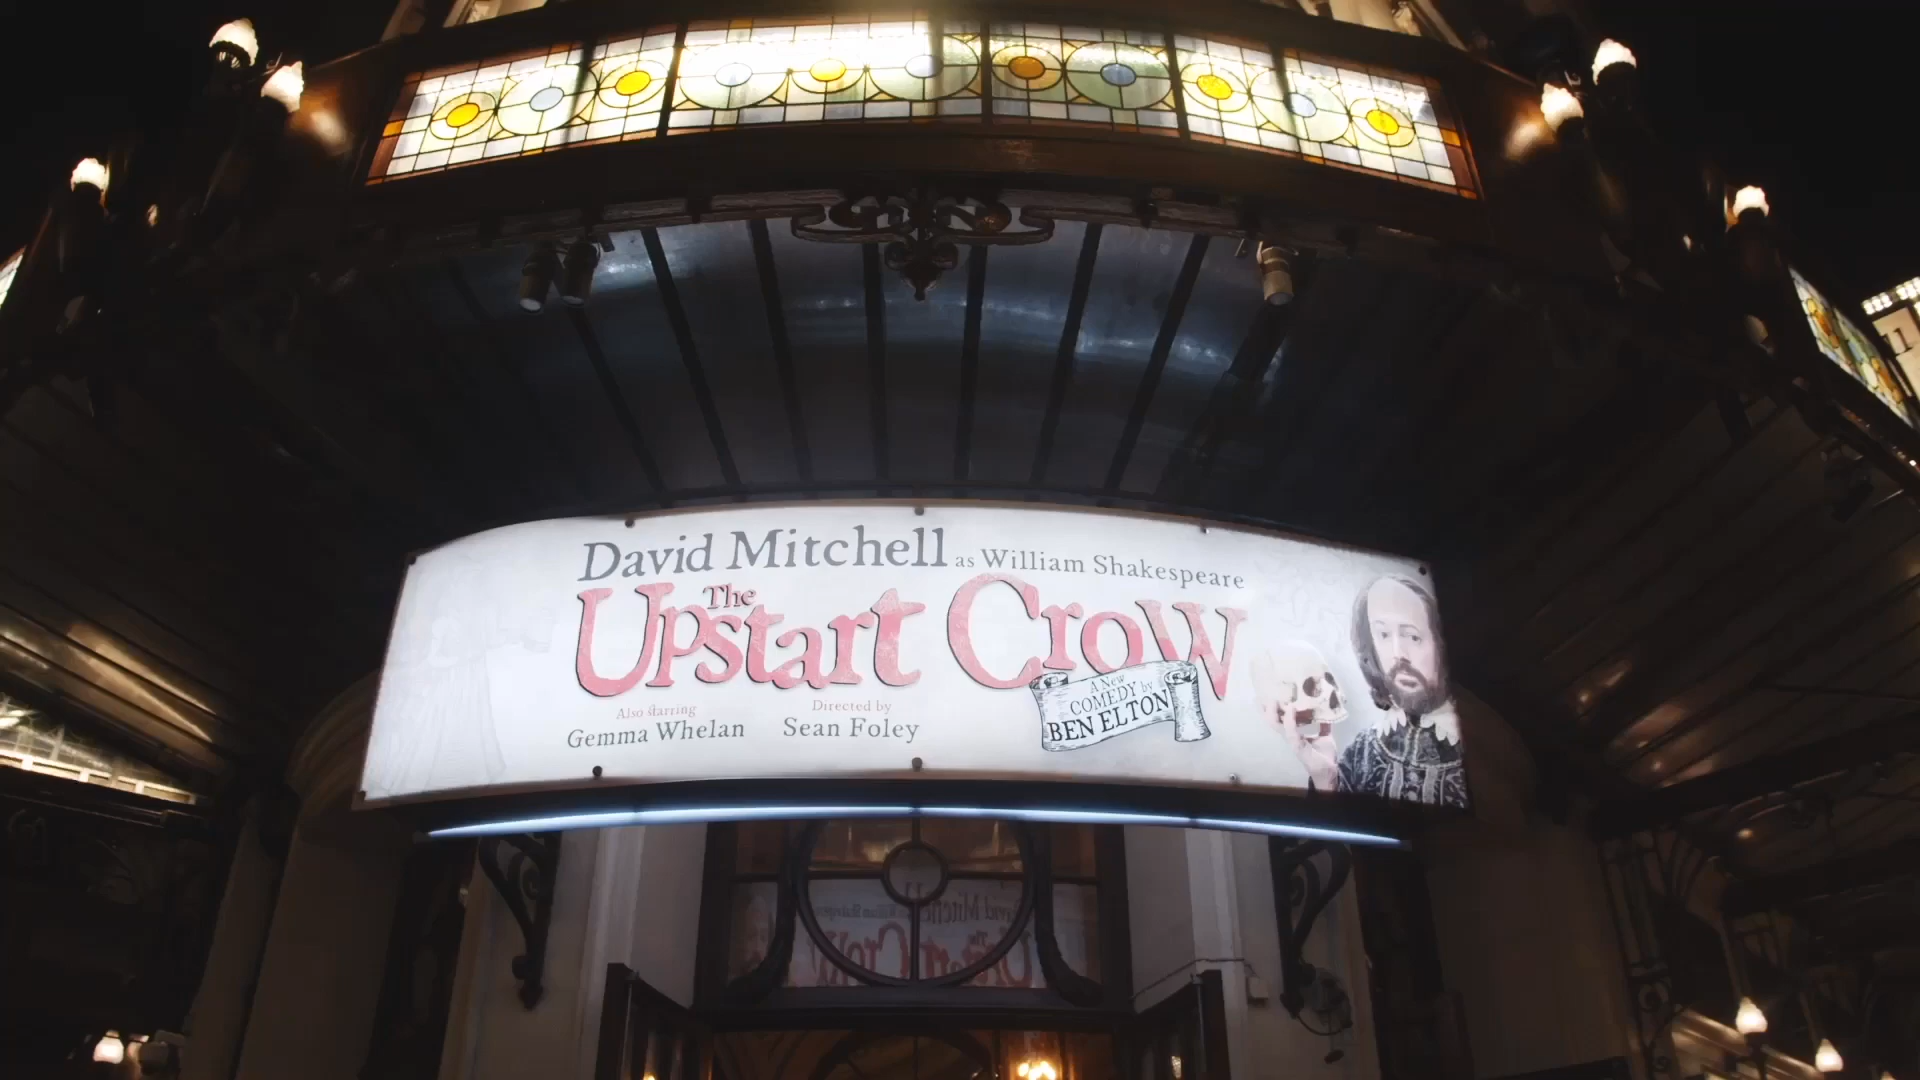 David Mitchell as William Shakespeare
The
Upstart Crow
A New
COMEDY by
BEN ELTON
Also starring
Gemma Whelan
Directed by
Sean Foley